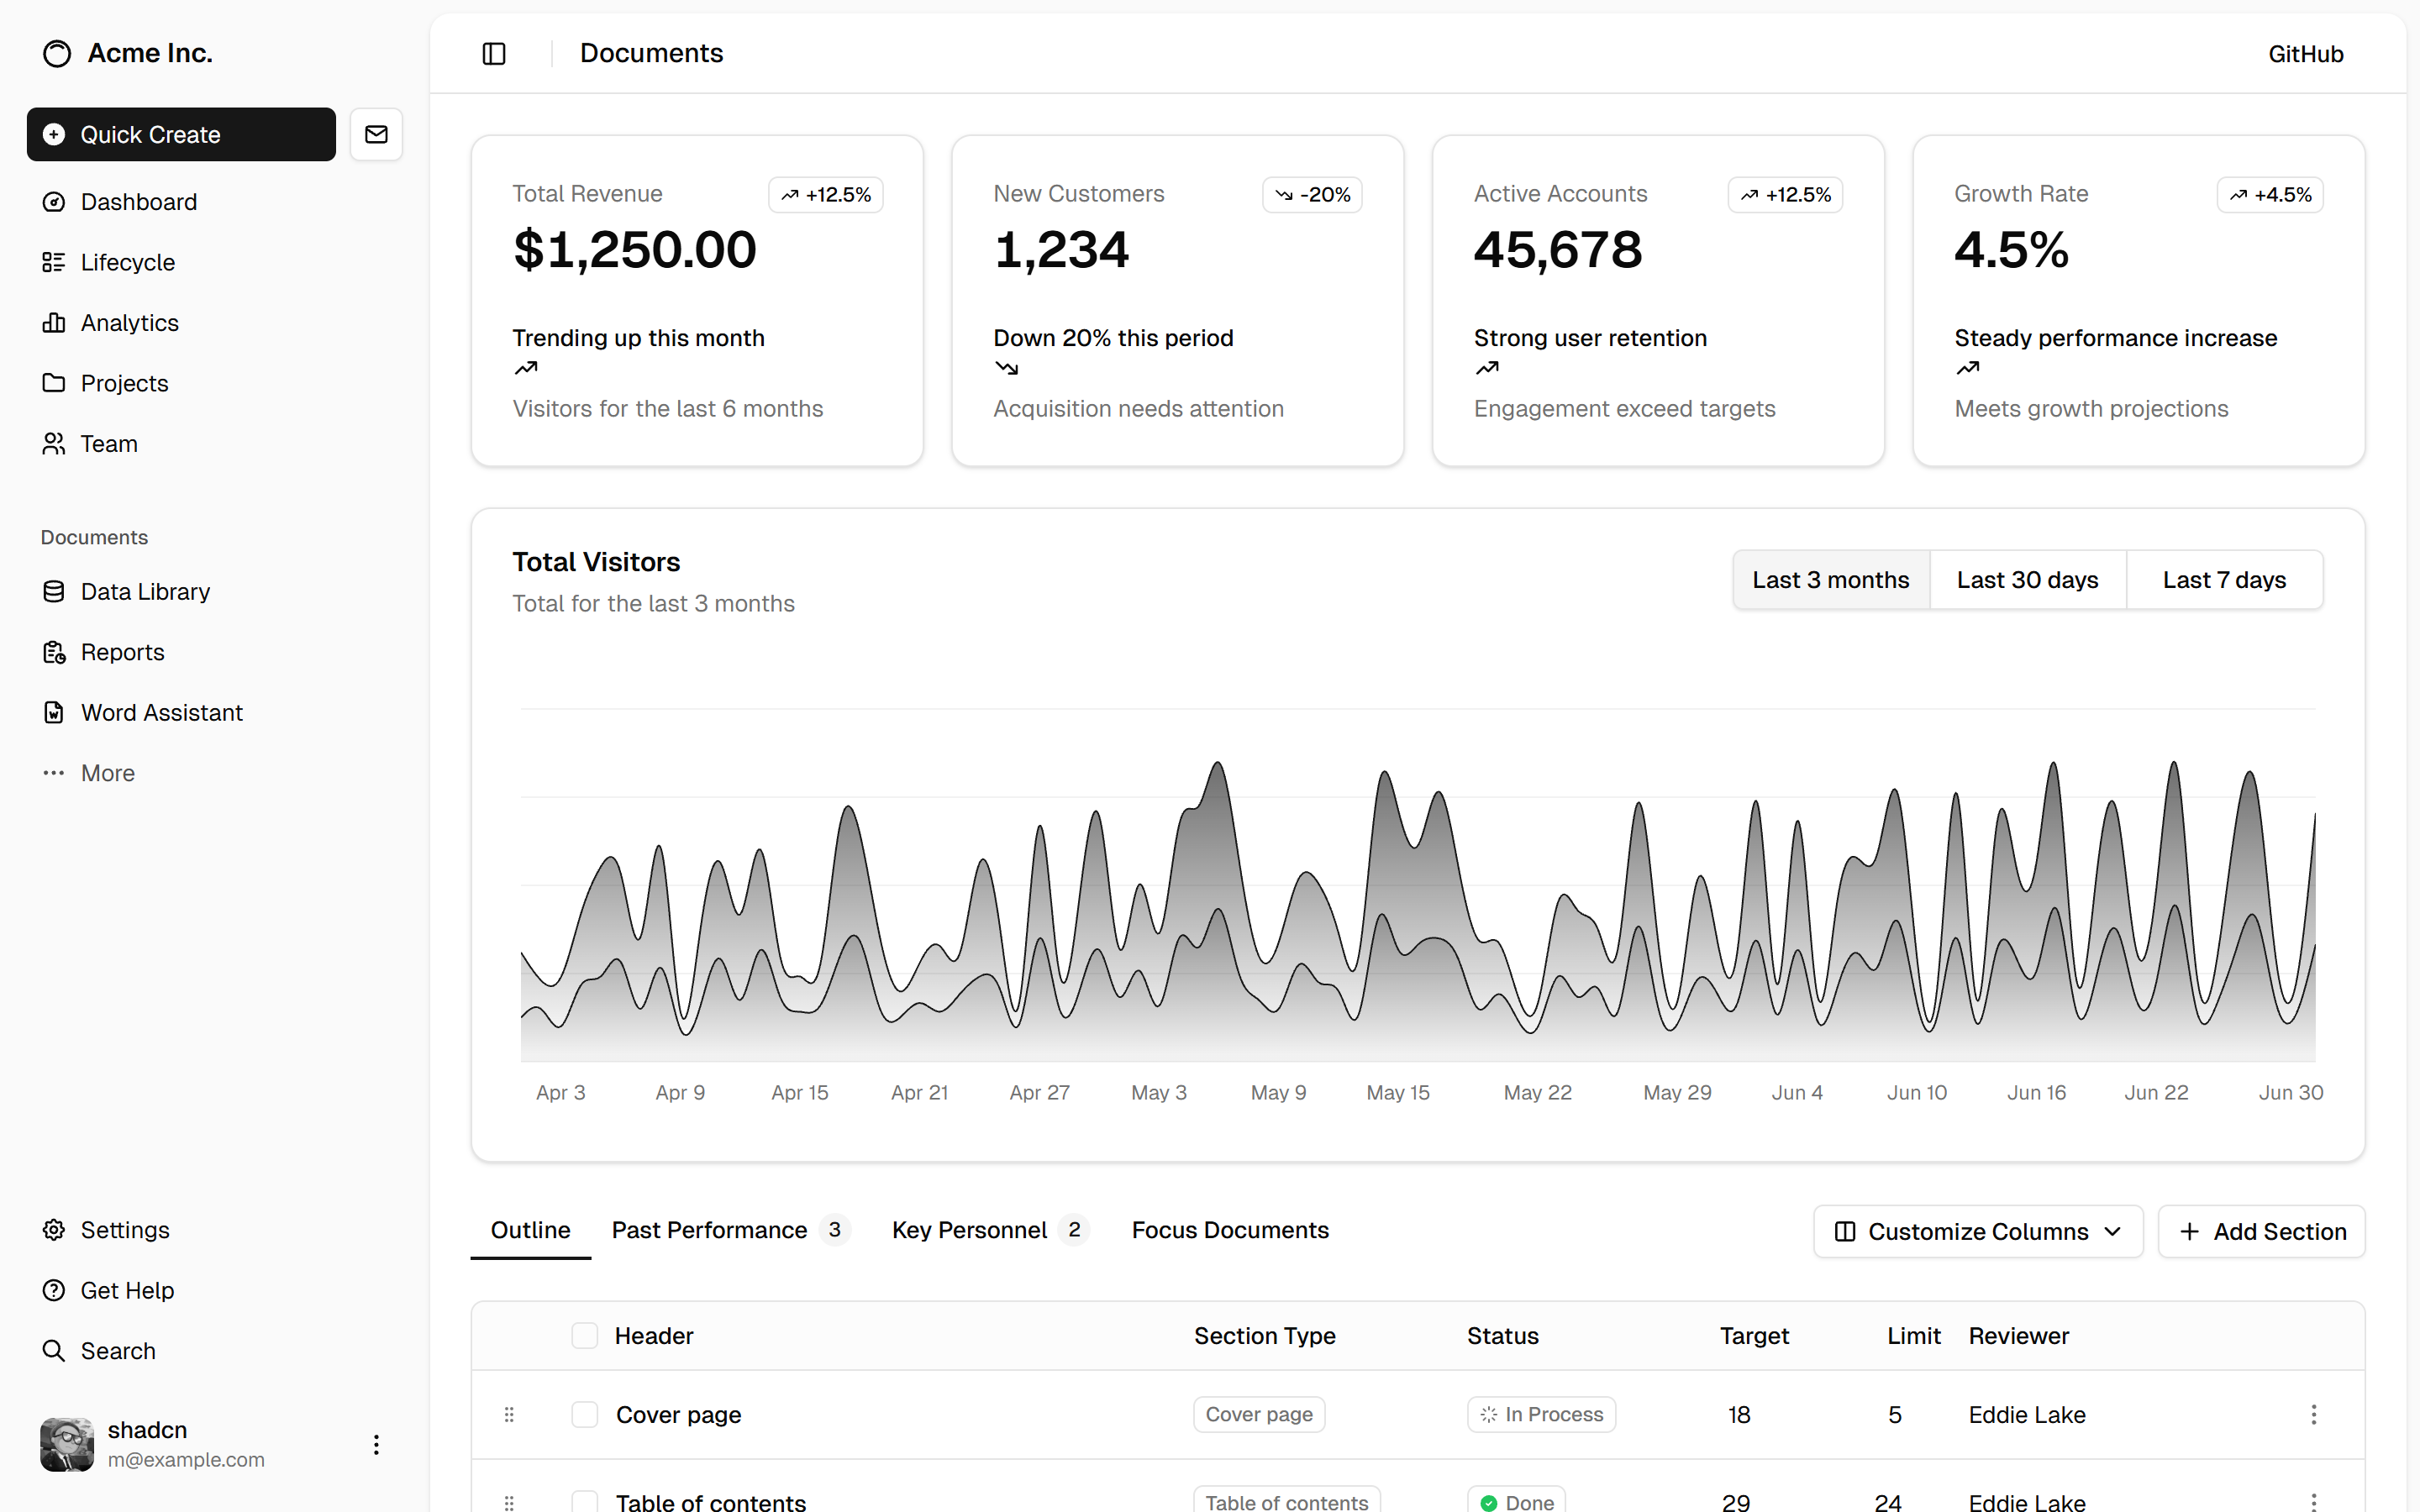 Acme Inc.
Quick Create
Dashboard
Lifecycle
Analytics
Projects
Team
Documents
Data Library
Reports
Word Assistant
More
Settings
Get Help
Search
shadcn
m@example.com
Documents
GitHub
Total Revenue +12.5%
$1,250.00
Trending up this month
Visitors for the last 6 months
New Customers -20%
1,234
Down 20% this period
Acquisition needs attention
Active Accounts +12.5%
45,678
Strong user retention
Engagement exceed targets
Growth Rate +4.5%
4.5%
Steady performance increase
Meets growth projections
Total Visitors
Total for the last 3 months
Last 3 months Last 30 days Last 7 days
Apr 3 Apr 9 Apr 15 Apr 21 Apr 27 May 3 May 9 May 15 May 22 May 29 Jun 4 Jun 10 Jun 16 Jun 22 Jun 30
Outline Past Performance 3 Key Personnel 2 Focus Documents Customize Columns Add Section
Header Section Type Status Target Limit Reviewer
Cover page Cover page In Process 18 5 Eddie Lake
Table of contents Table of contents Done 29 24 Eddie Lake